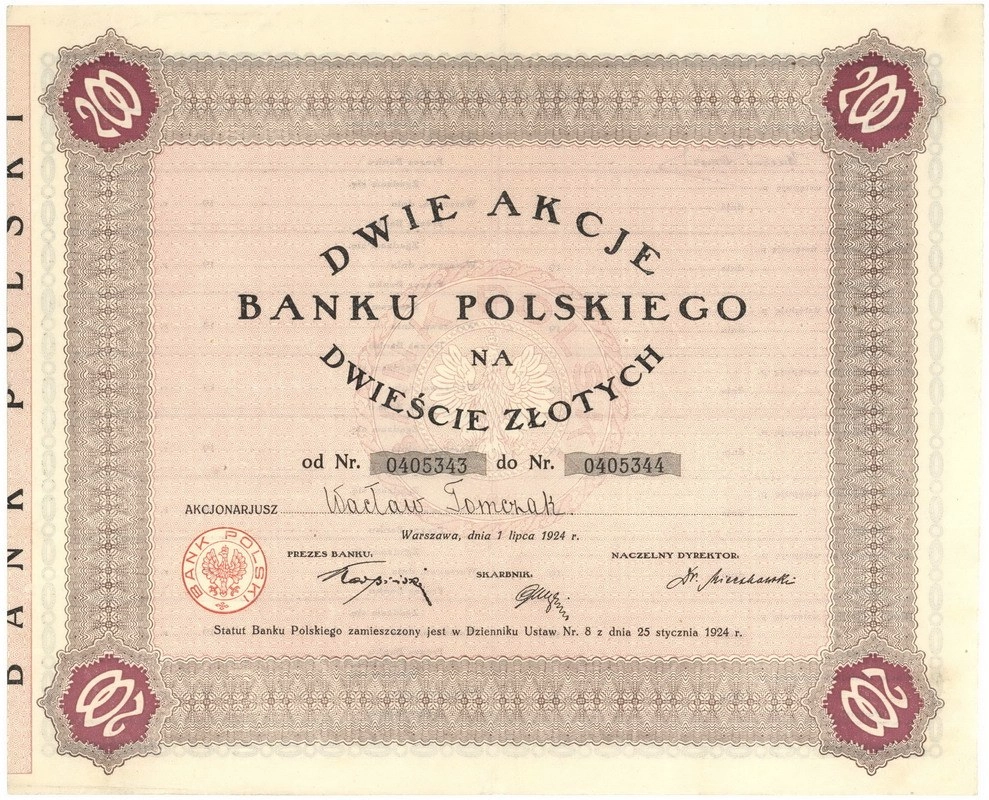 200
200
DWIE AKCJE
BANKU POLSKIEGO
NA
DWIEŚCIE ZŁOTYCH
od Nr. 0405343 do Nr. 0405344
AKCJONARJUSZ Wacław Tomczak.
Warszawa, dnia 1 lipca 1924 r.
PREZES BANKU:
SKARBNIK:
NACZELNY DYREKTOR:
BANK POLSKI
Statut Banku Polskiego zamieszczony jest w Dzienniku Ustaw Nr. 8 z dnia 25 stycznia 1924 r.
200
200
BANK POLSKI